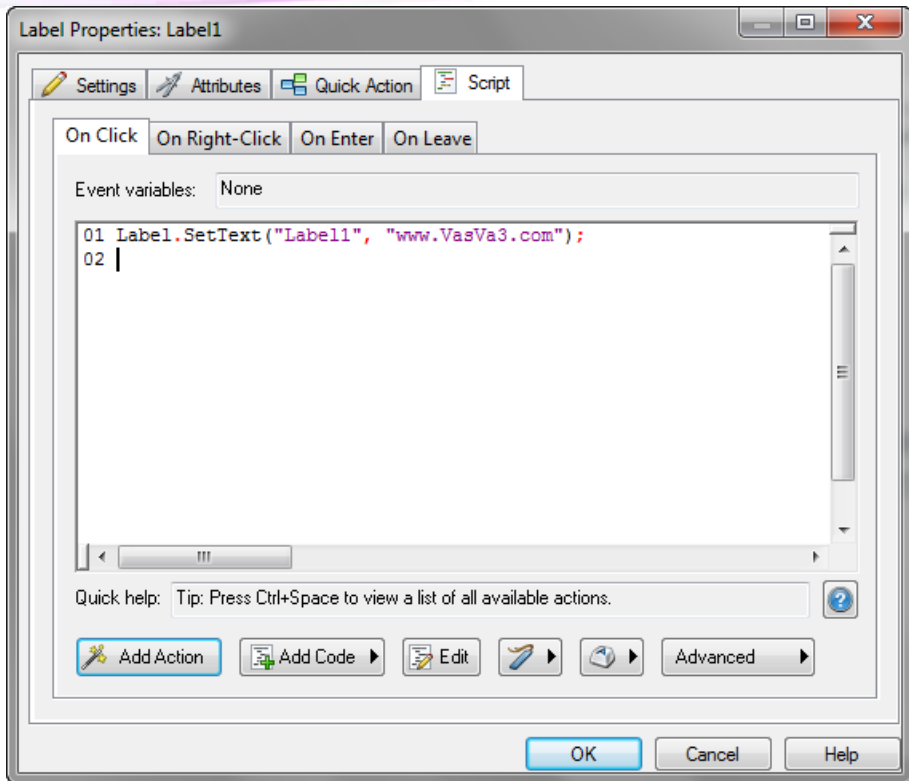 Label Properties: Label1
Settings Attributes Quick Action Script
On Click On Right-Click On Enter On Leave
Event variables: None
01 Label.SetText("Label1", "www.VasVa3.com");
02
Quick help: Tip: Press Ctrl+Space to view a list of all available actions.
Add Action Add Code Edit Advanced
OK Cancel Help